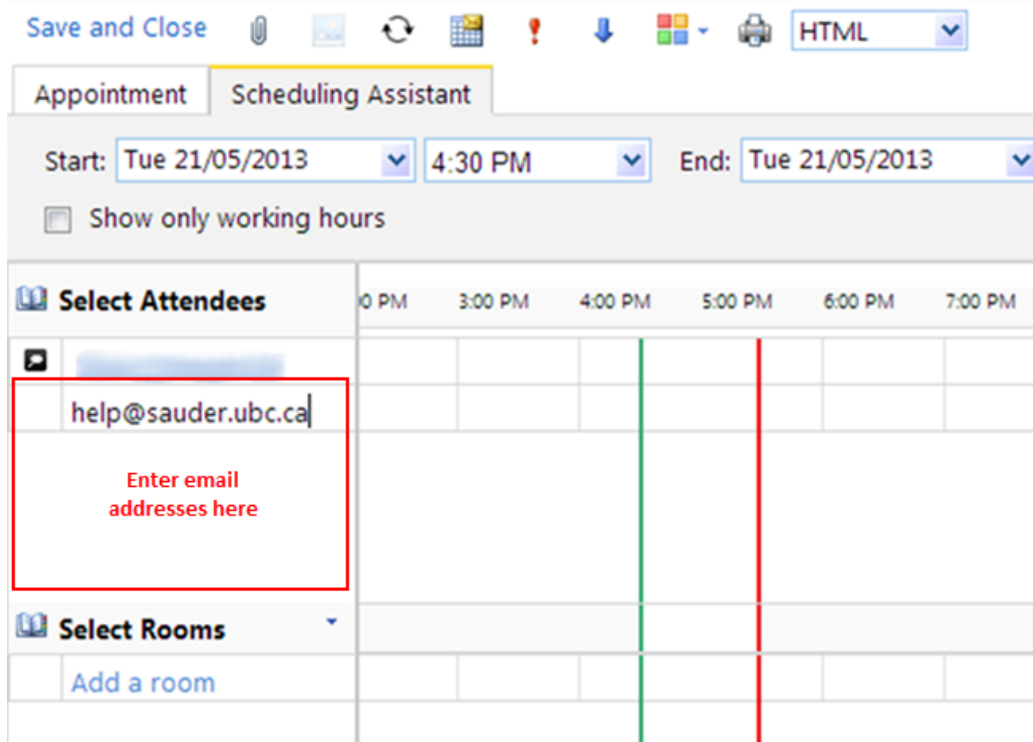 Save and Close HTML
Appointment Scheduling Assistant
Start: Tue 21/05/2013 4:30 PM End: Tue 21/05/2013
Show only working hours
Select Attendees 0 PM 3:00 PM 4:00 PM 5:00 PM 6:00 PM 7:00 PM
help@sauder.ubc.ca
Enter email
addresses here
Select Rooms
Add a room